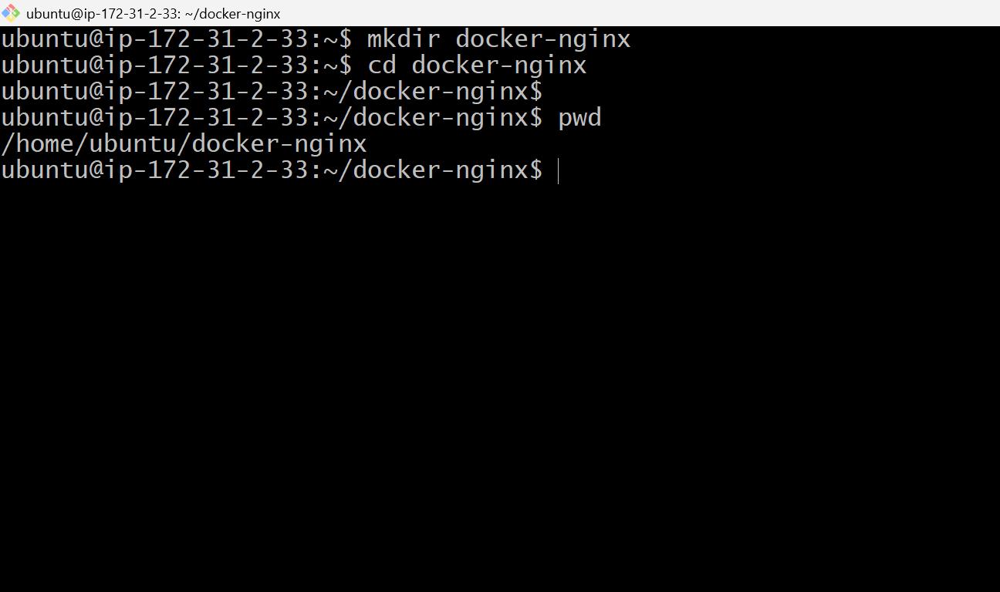 ubuntu@ip-172-31-2-33: ~/docker-nginx
ubuntu@ip-172-31-2-33:~$ mkdir docker-nginx
ubuntu@ip-172-31-2-33:~$ cd docker-nginx
ubuntu@ip-172-31-2-33:~/docker-nginx$
ubuntu@ip-172-31-2-33:~/docker-nginx$ pwd
/home/ubuntu/docker-nginx
ubuntu@ip-172-31-2-33:~/docker-nginx$